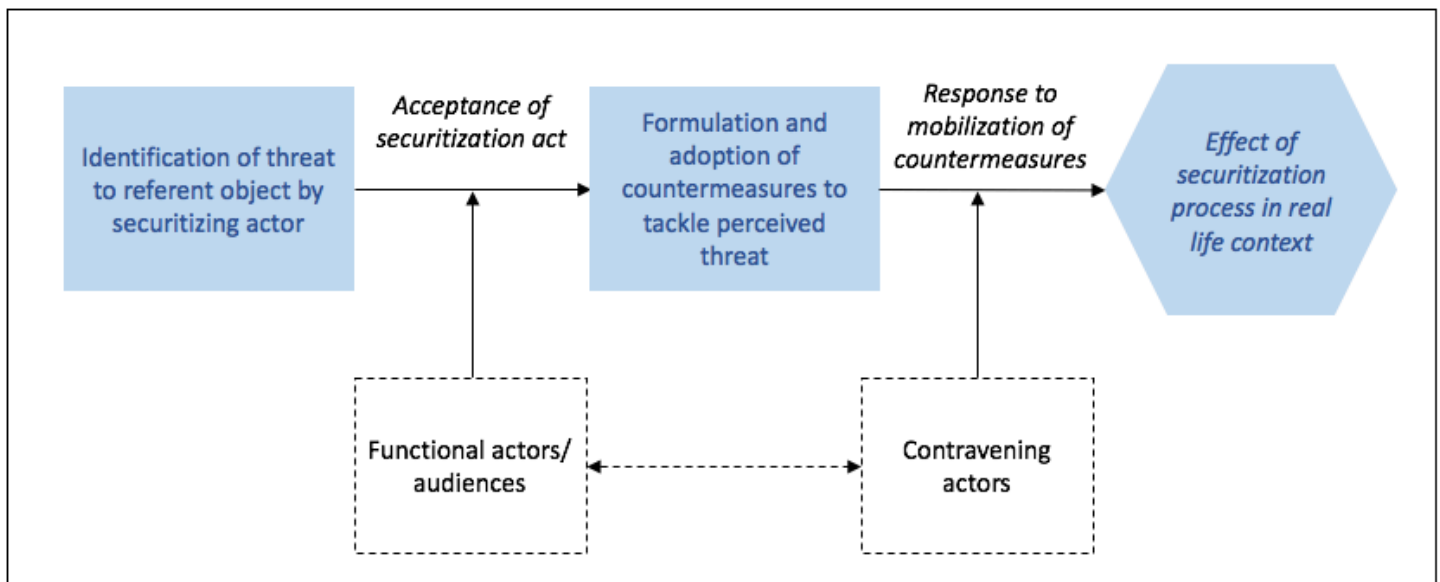 Identification of threat
to referent object by
securitizing actor
Acceptance of
securitization act
Formulation and
adoption of
countermeasures to
tackle perceived
threat
Response to
mobilization of
countermeasures
Effect of
securitization
process in real
life context
Functional actors/
audiences
Contravening
actors